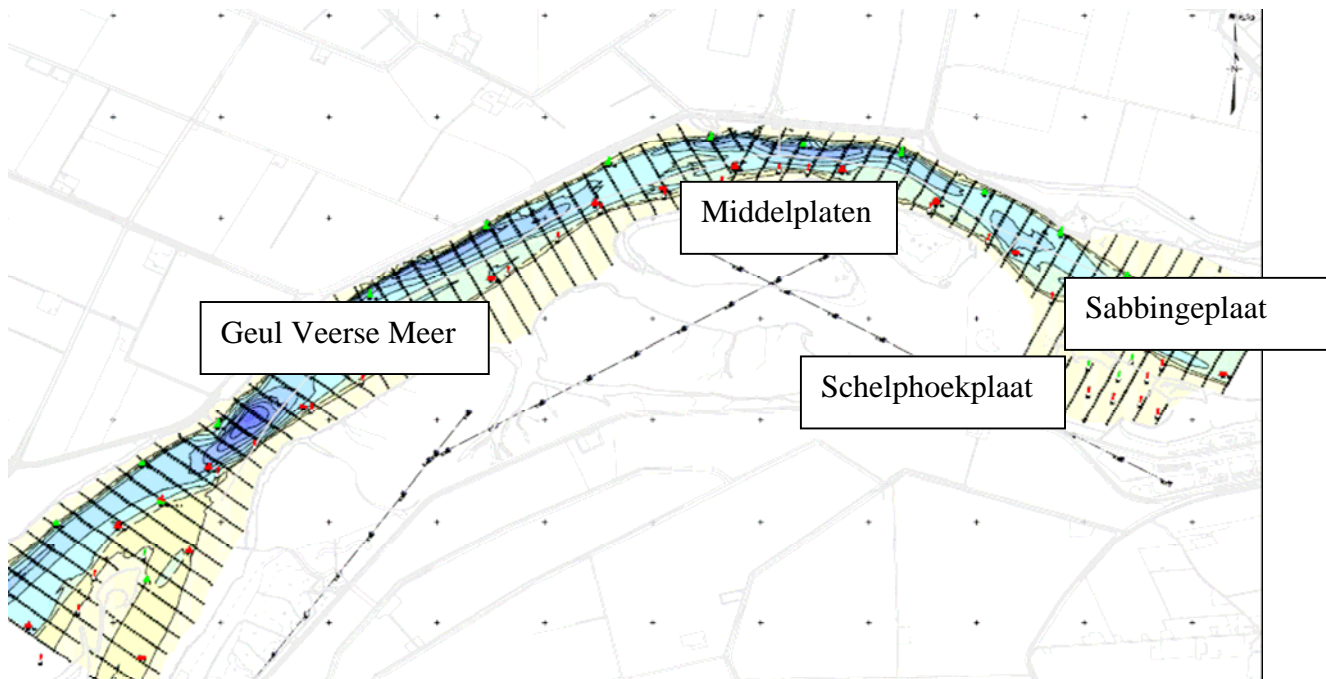 Middelplaten
Sabbingeplaat
Geul Veerse Meer
Schelphoekplaat
N